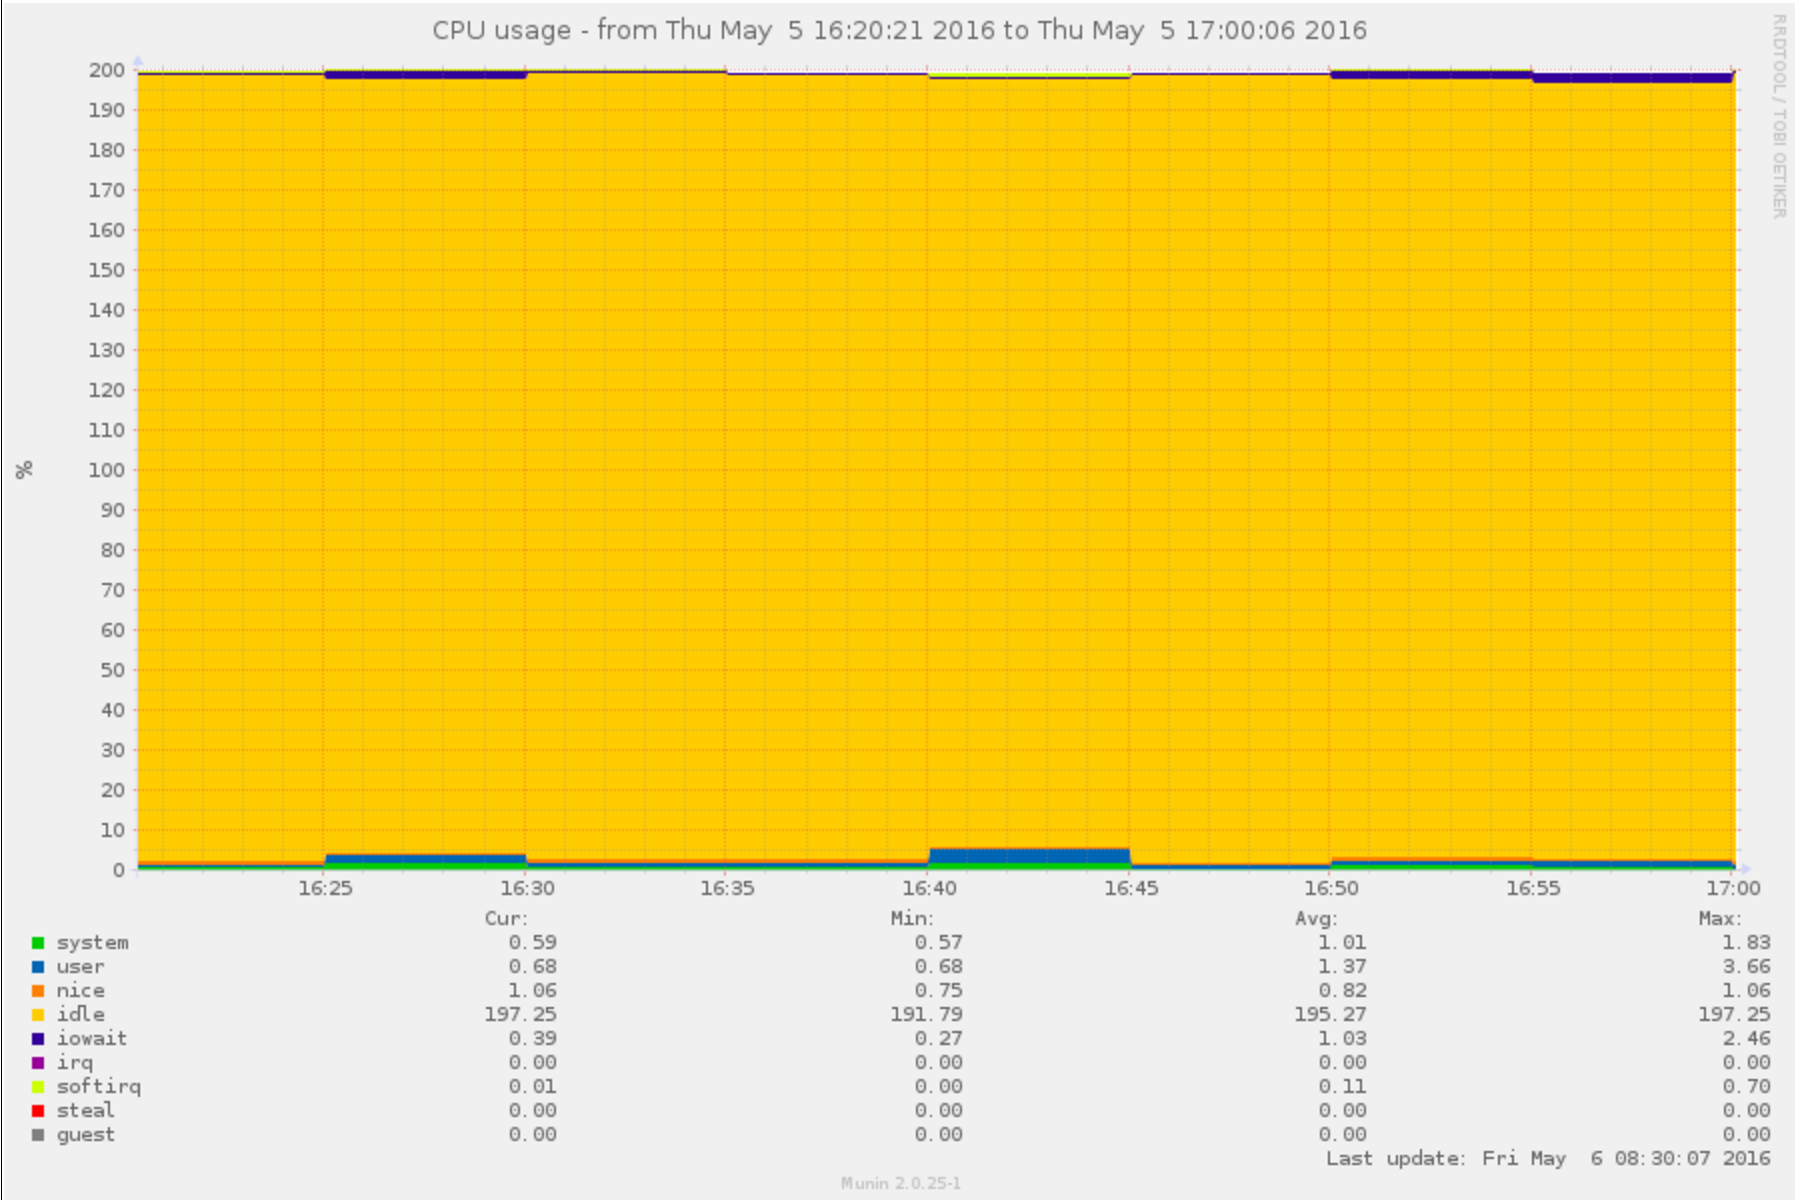 CPU usage - from Thu May  5 16:20:21 2016 to Thu May  5 17:00:06 2016
RRDTOOL / TOBI OETIKER
200
190
180
170
160
150
140
130
120
110
100
90
80
70
60
50
40
30
20
10
0
%
16:25 16:30 16:35 16:40 16:45 16:50 16:55 17:00
Cur: Min: Avg: Max:
system 0.59 0.57 1.01 1.83
user 0.68 0.68 1.37 3.66
nice 1.06 0.75 0.82 1.06
idle 197.25 191.79 195.27 197.25
iowait 0.39 0.27 1.03 2.46
irq 0.00 0.00 0.00 0.00
softirq 0.01 0.00 0.11 0.70
steal 0.00 0.00 0.00 0.00
guest 0.00 0.00 0.00 0.00
Last update: Fri May  6 08:30:07 2016
Munin 2.0.25-1